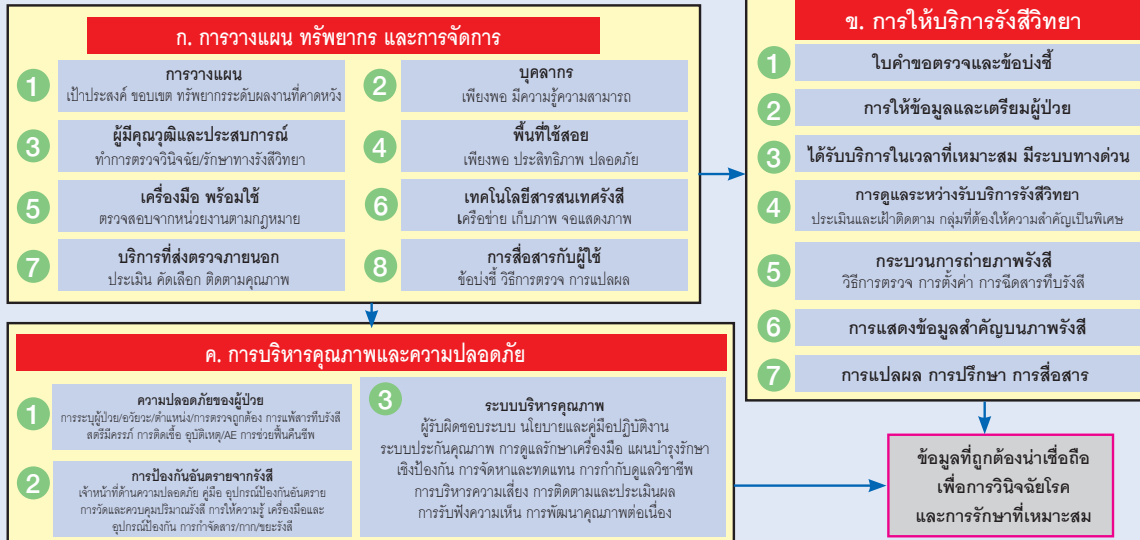 ก. การวางแผน ทรัพยากร และการจัดการ
1
การวางแผน
เป้าประสงค์ ขอบเขต ทรัพยากรระดับผลงานที่คาดหวัง
2
บุคลากร
เพียงพอ มีความรู้ความสามารถ
3
ผู้มีคุณวุฒิและประสบการณ์
ทำการตรวจวินิจฉัย/รักษาทางรังสีวิทยา
4
พื้นที่ใช้สอย
เพียงพอ ประสิทธิภาพ ปลอดภัย
5
เครื่องมือ พร้อมใช้
ตรวจสอบจากหน่วยงานตามกฎหมาย
6
เทคโนโลยีสารสนเทศรังสี
เครือข่าย เก็บภาพ จอแสดงภาพ
7
บริการที่ส่งตรวจภายนอก
ประเมิน คัดเลือก ติดตามคุณภาพ
8
การสื่อสารกับผู้ใช้
ข้อบ่งชี้ วิธีการตรวจ การแปลผล
ข. การให้บริการรังสีวิทยา
1
ใบคำขอตรวจและข้อบ่งชี้
2
การให้ข้อมูลและเตรียมผู้ป่วย
3
ได้รับบริการในเวลาที่เหมาะสม มีระบบทางด่วน
4
การดูแลระหว่างรับบริการรังสีวิทยา
ประเมินและเฝ้าติดตาม กลุ่มที่ต้องให้ความสำคัญเป็นพิเศษ
5
กระบวนการถ่ายภาพรังสี
วิธีการตรวจ การตั้งค่า การฉีดสารทึบรังสี
6
การแสดงข้อมูลสำคัญบนภาพรังสี
7
การแปลผล การปรึกษา การสื่อสาร
ค. การบริหารคุณภาพและความปลอดภัย
1
ความปลอดภัยของผู้ป่วย
การระบุผู้ป่วย/อวัยวะ/ตำแหน่ง/การตรวจถูกต้อง การแพ้สารทึบรังสี
สตรีมีครรภ์ การติดเชื้อ อุบัติเหตุ/AE การช่วยฟื้นคืนชีพ
2
การป้องกันอันตรายจากรังสี
เจ้าหน้าที่ด้านความปลอดภัย คู่มือ อุปกรณ์ป้องกันอันตราย
การวัดและควบคุมปริมาณรังสี การให้ความรู้ เครื่องมือและ
อุปกรณ์ป้องกัน การกำจัดสาร/กาก/ขยะรังสี
3
ระบบบริหารคุณภาพ
ผู้รับผิดชอบระบบ นโยบายและคู่มือปฏิบัติงาน
ระบบประกันคุณภาพ การดูแลรักษาเครื่องมือ แผนบำรุงรักษา
เชิงป้องกัน การจัดหาและทดแทน การกำกับดูแลวิชาชีพ
การบริหารความเสี่ยง การติดตามและประเมินผล
การรับฟังความเห็น การพัฒนาคุณภาพต่อเนื่อง
ข้อมูลที่ถูกต้องน่าเชื่อถือ
เพื่อการวินิจฉัยโรค
และการรักษาที่เหมาะสม